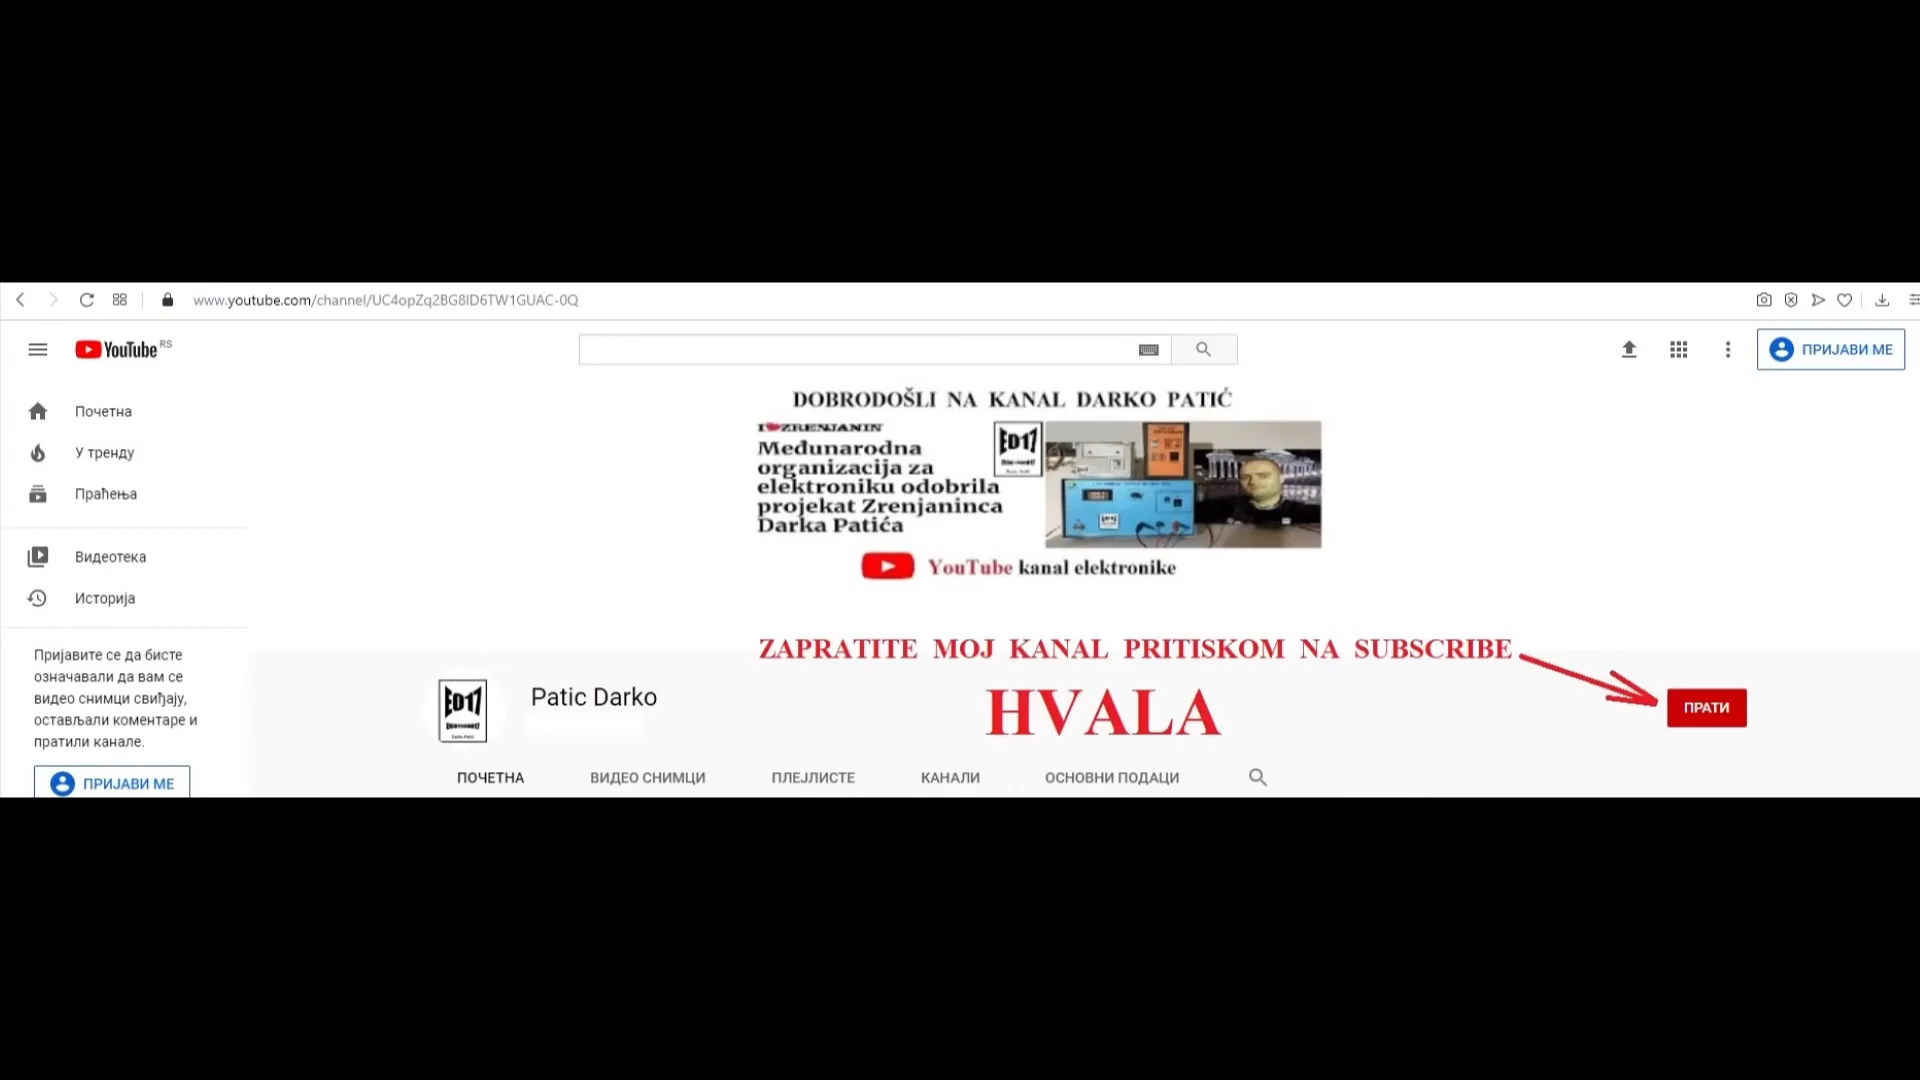 www.youtube.com/channel/UC4opZq2BG8lD6TW1GUAC-0Q
YouTube RS
ПРИЈАВИ МЕ
Почетна
У тренду
Праћења
Видеотека
Историја
Пријавите се да бисте
означавали да вам се
видео снимци свиђају,
остављали коментаре и
пратили канале.
ПРИЈАВИ МЕ
DOBRODOŠLI NA KANAL DARKO PATIĆ
I ZRENJANIN
Međunarodna
organizacija za
elektroniku odobrila
projekat Zrenjaninca
Darka Patića
ED17
YouTube kanal elektronike
ZAPRATITE MOJ KANAL PRITISKOM NA SUBSCRIBE
HVALA
ED17
Patic Darko
ПРАТИ
ПОЧЕТНА
ВИДЕО СНИМЦИ
ПЛЕЈЛИСТЕ
КАНАЛИ
ОСНОВНИ ПОДАЦИ